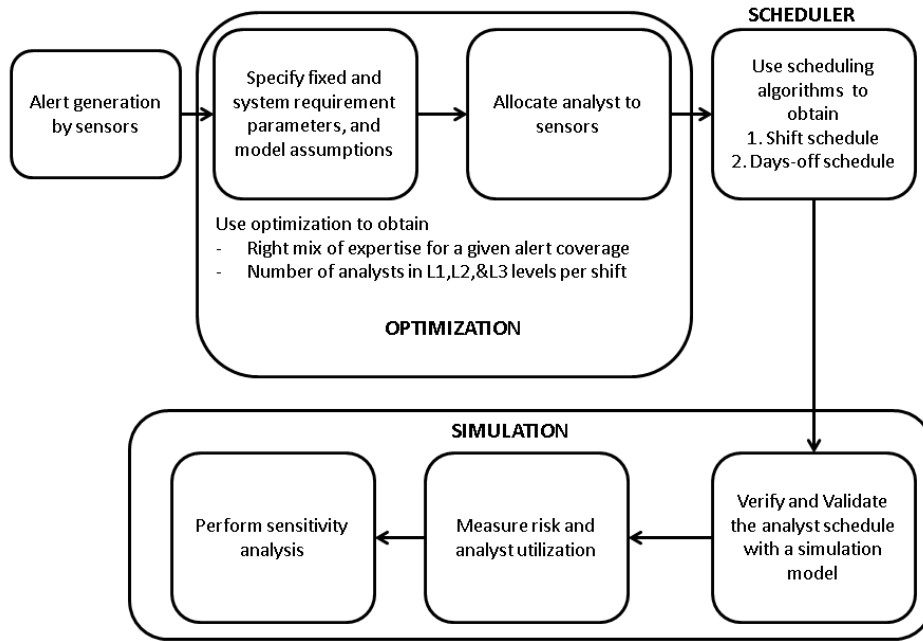 SCHEDULER
Alert generation
by sensors
Specify fixed and
system requirement
parameters, and
model assumptions
Allocate analyst to
sensors
Use scheduling
algorithms to
obtain
1. Shift schedule
2. Days-off schedule
Use optimization to obtain
- Right mix of expertise for a given alert coverage
- Number of analysts in L1,L2,&L3 levels per shift
OPTIMIZATION
SIMULATION
Perform sensitivity
analysis
Measure risk and
analyst utilization
Verify and Validate
the analyst schedule
with a simulation
model